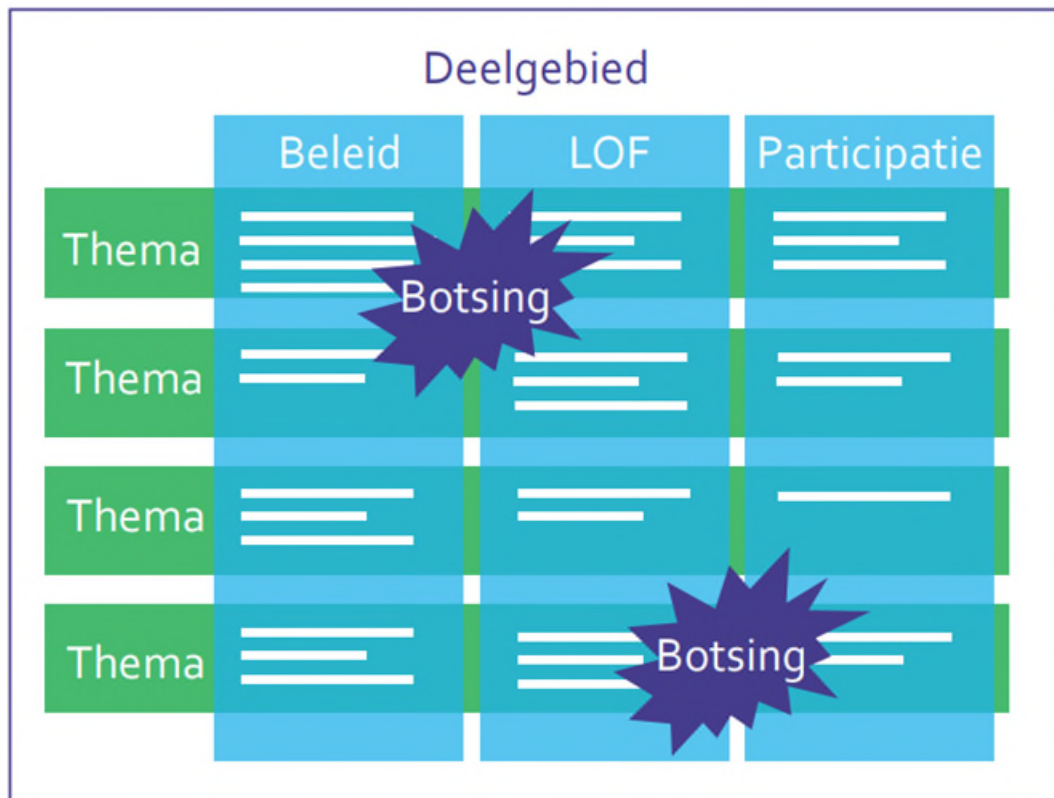 Deelgebied
Beleid LOF Participatie
Thema
Botsing
Thema
Thema
Thema
Botsing